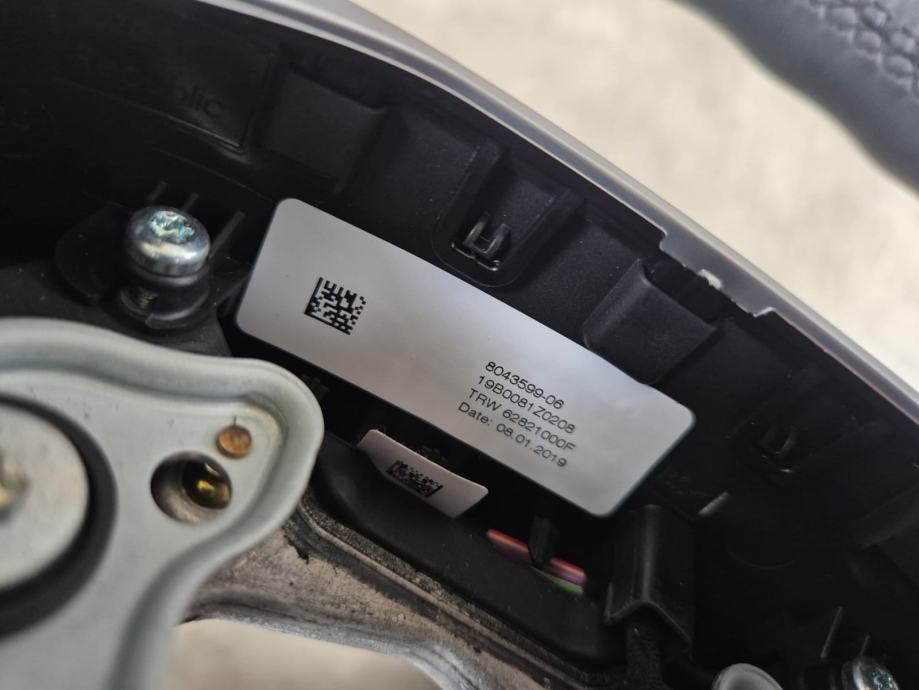 8043599-06
19B0081Z0208
TRW 62821000F
Date: 08.01.2019